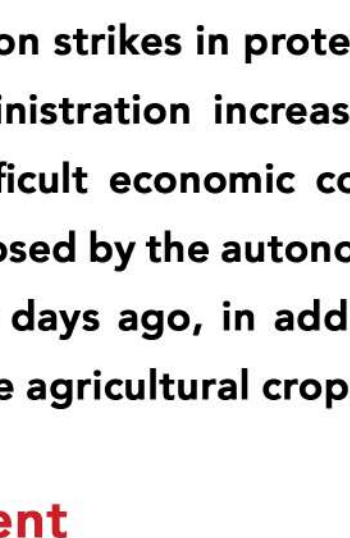 on strikes in prote
inistration increas
ficult economic co
osed by the autono
days ago, in add
e agricultural crop
ent